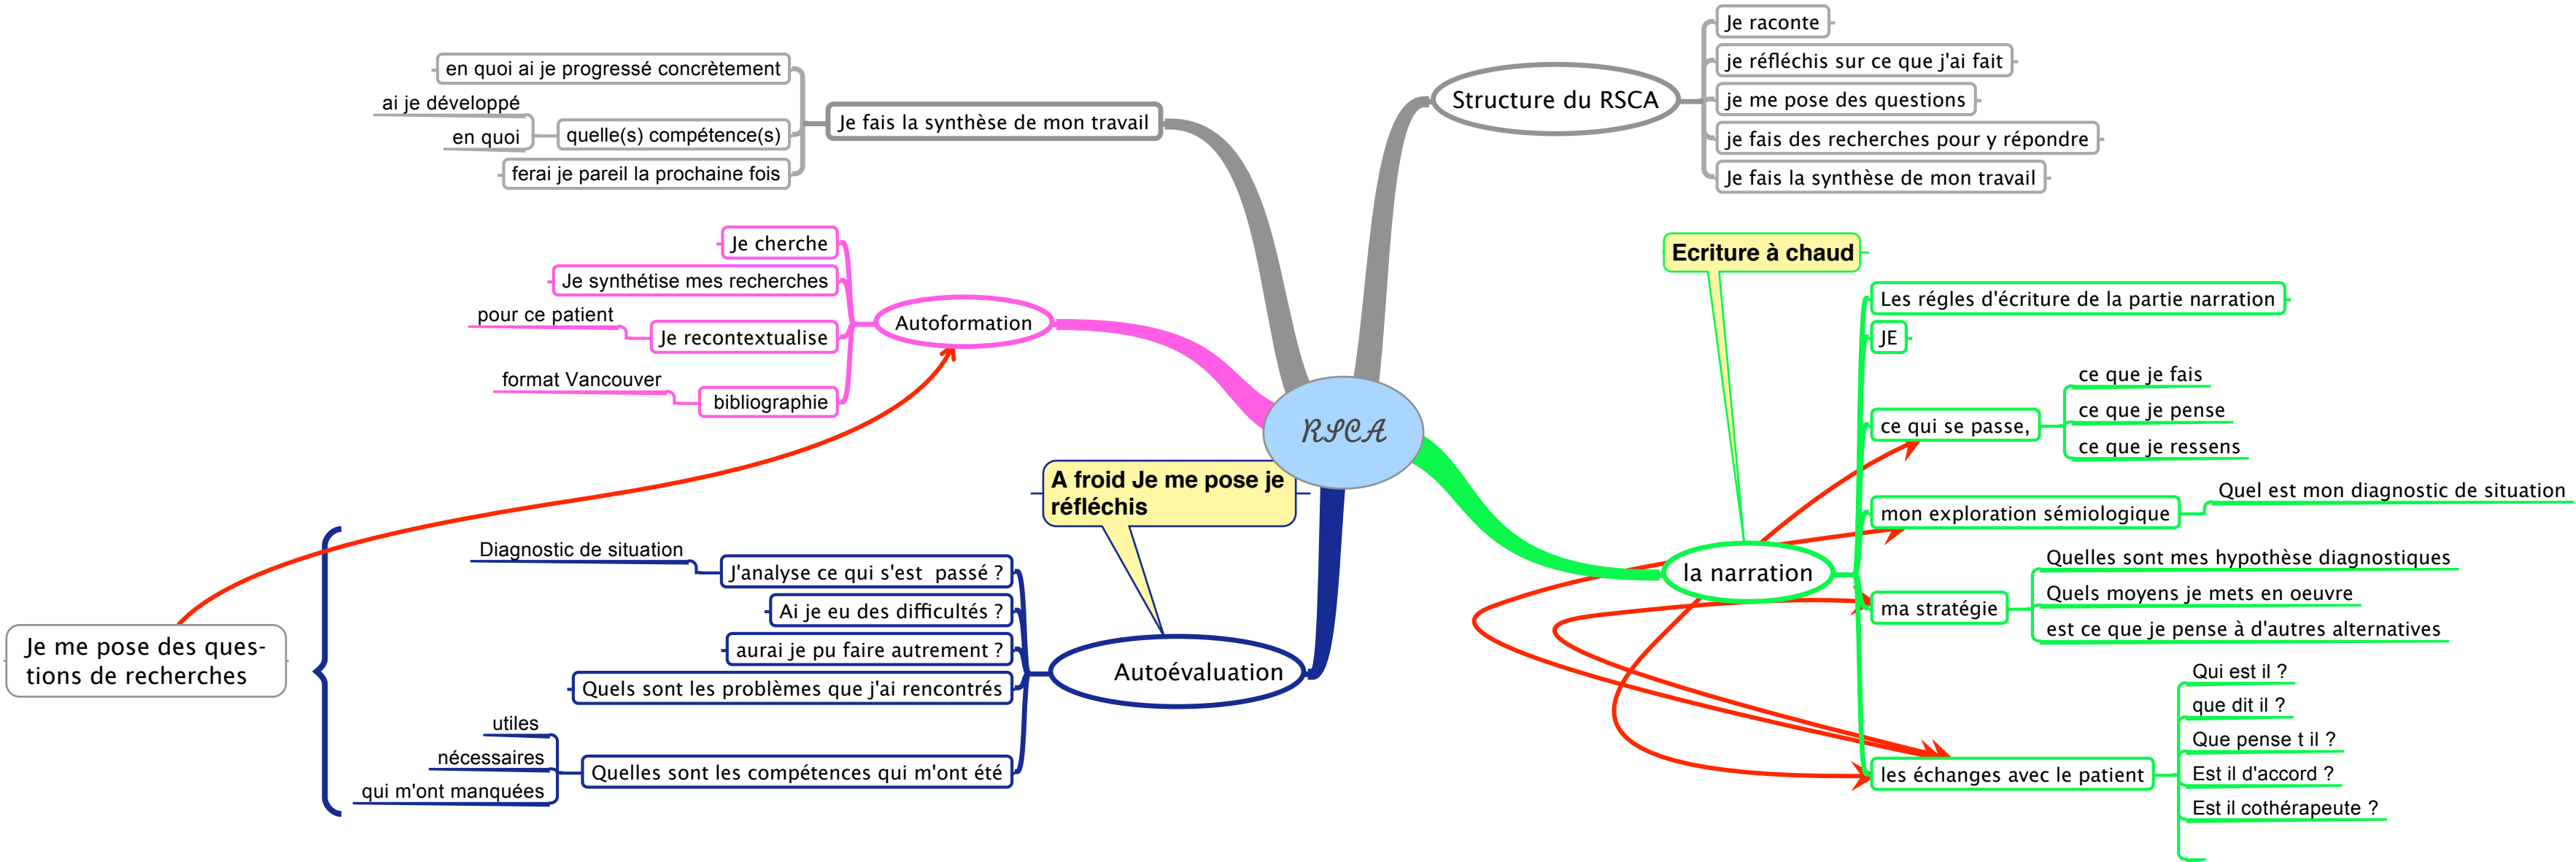 RSCA
Structure du RSCA
Je raconte
je réfléchis sur ce que j'ai fait
je me pose des questions
je fais des recherches pour y répondre
Je fais la synthèse de mon travail
Ecriture à chaud
la narration
Les régles d'écriture de la partie narration
JE
ce qui se passe,
ce que je fais
ce que je pense
ce que je ressens
mon exploration sémiologique
Quel est mon diagnostic de situation
ma stratégie
Quelles sont mes hypothèse diagnostiques
Quels moyens je mets en oeuvre
est ce que je pense à d'autres alternatives
les échanges avec le patient
Qui est il ?
que dit il ?
Que pense t il ?
Est il d'accord ?
Est il cothérapeute ?
A froid Je me pose je
réfléchis
Autoévaluation
J'analyse ce qui s'est  passé ?
Diagnostic de situation
Ai je eu des difficultés ?
aurai je pu faire autrement ?
Quels sont les problèmes que j'ai rencontrés
Quelles sont les compétences qui m'ont été
utiles
nécessaires
qui m'ont manquées
Je me pose des ques-
tions de recherches
Autoformation
Je cherche
Je synthétise mes recherches
Je recontextualise
pour ce patient
bibliographie
format Vancouver
Je fais la synthèse de mon travail
en quoi ai je progressé concrètement
quelle(s) compétence(s)
ai je développé
en quoi
ferai je pareil la prochaine fois